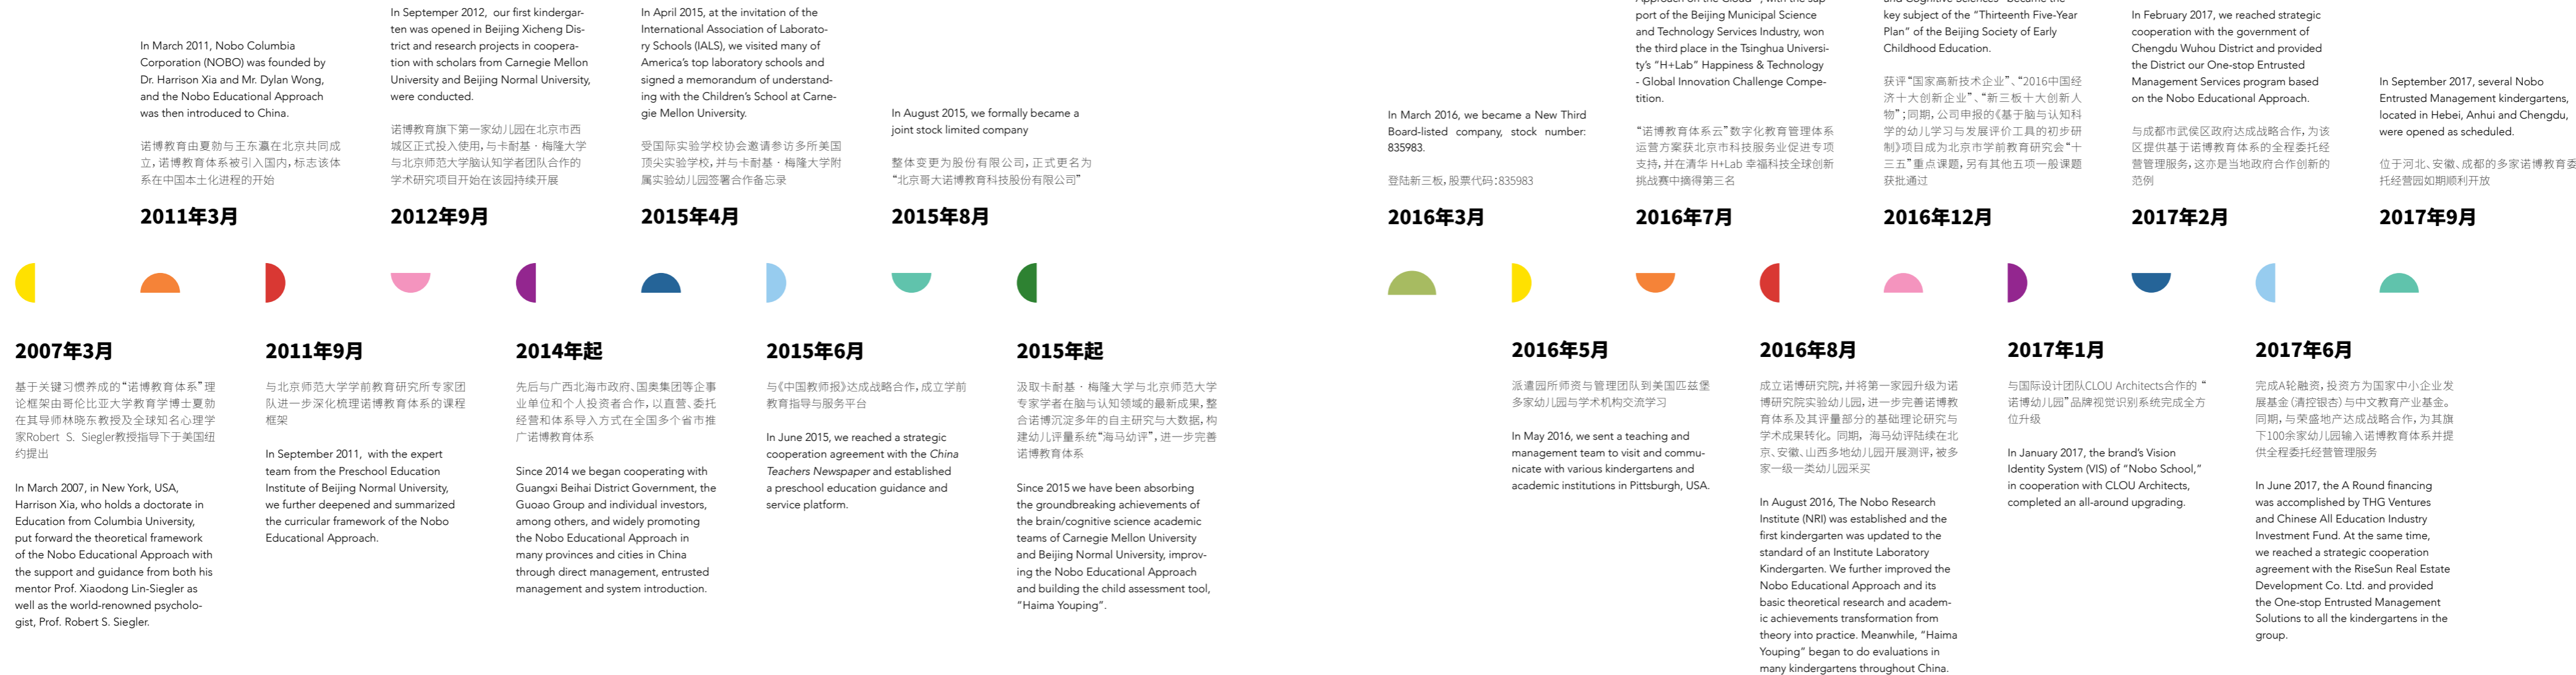 In March 2011, Nobo Columbia
Corporation (NOBO) was founded by
Dr. Harrison Xia and Mr. Dylan Wong,
and the Nobo Educational Approach
was then introduced to China.
诺博教育由夏勃与王东瀛在北京共同成
立，诺博教育体系被引入国内，标志该体
系在中国本土化进程的开始
2011年3月
In Septemper 2012, our first kindergar-
ten was opened in Beijing Xicheng Dis-
trict and research projects in coopera-
tion with scholars from Carnegie Mellon
University and Beijing Normal University,
were conducted.
诺博教育旗下第一家幼儿园在北京市西
城区正式投入使用，与卡耐基·梅隆大学
与北京师范大学脑认知学者团队合作的
学术研究项目开始在该园持续开展
2012年9月
In April 2015, at the invitation of the
International Association of Laborato-
ry Schools (IALS), we visited many of
America's top laboratory schools and
signed a memorandum of understand-
ing with the Children's School at Carne-
gie Mellon University.
受国际实验学校协会邀请参访多所美国
顶尖实验学校，并与卡耐基·梅隆大学附
属实验幼儿园签署合作备忘录
2015年4月
In August 2015, we formally became a
joint stock limited company
整体变更为股份有限公司，正式更名为
“北京哥大诺博教育科技股份有限公司”
2015年8月
In March 2016, we became a New Third
Board-listed company, stock number:
835983.
登陆新三板，股票代码：835983
2016年3月
port of the Beijing Municipal Science
and Technology Services Industry, won
the third place in the Tsinghua Universi-
ty's "H+Lab" Happiness & Technology
- Global Innovation Challenge Compe-
tition.
“诺博教育体系云”数字化教育管理体系
运营方案获北京市科技服务业促进专项
支持，并在清华 H+Lab 幸福科技全球创新
挑战赛中摘得第三名
2016年7月
key subject of the "Thirteenth Five-Year
Plan" of the Beijing Society of Early
Childhood Education.
获评“国家高新技术企业”、“2016中国经
济十大创新企业”、“新三板十大创新人
物”；同期，公司申报的《基于脑与认知科
学的幼儿学习与发展评价工具的初步研
制》项目成为北京市学前教育研究会“十
三五”重点课题，另有其他五项一般课题
获批通过
2016年12月
In February 2017, we reached strategic
cooperation with the government of
Chengdu Wuhou District and provided
the District our One-stop Entrusted
Management Services program based
on the Nobo Educational Approach.
与成都市武侯区政府达成战略合作，为该
区提供基于诺博教育体系的全程委托经
营管理服务，这亦是当地政府合作创新的
范例
2017年2月
In September 2017, several Nobo
Entrusted Management kindergartens,
located in Hebei, Anhui and Chengdu,
were opened as scheduled.
位于河北、安徽、成都的多家诺博教育委
托经营园如期顺利开放
2017年9月
2007年3月
基于关键习惯养成的“诺博教育体系”理
论框架由哥伦比亚大学教育学博士夏勃
在其导师林晓东教授及全球知名心理学
家Robert S. Siegler教授指导下于美国纽
约提出
In March 2007, in New York, USA,
Harrison Xia, who holds a doctorate in
Education from Columbia University,
put forward the theoretical framework
of the Nobo Educational Approach with
the support and guidance from both his
mentor Prof. Xiaodong Lin-Siegler as
well as the world-renowned psycholo-
gist, Prof. Robert S. Siegler.
2011年9月
与北京师范大学学前教育研究所专家团
队进一步深化梳理诺博教育体系的课程
框架
In September 2011, with the expert
team from the Preschool Education
Institute of Beijing Normal University,
we further deepened and summarized
the curricular framework of the Nobo
Educational Approach.
2014年起
先后与广西北海市政府、国奥集团等企事
业单位和个人投资者合作，以直营、委托
经营和体系导入方式在全国多个省市推
广诺博教育体系
Since 2014 we began cooperating with
Guangxi Beihai District Government, the
Guoao Group and individual investors,
among others, and widely promoting
the Nobo Educational Approach in
many provinces and cities in China
through direct management, entrusted
management and system introduction.
2015年6月
与《中国教师报》达成战略合作，成立学前
教育指导与服务平台
In June 2015, we reached a strategic
cooperation agreement with the China
Teachers Newspaper and established
a preschool education guidance and
service platform.
2015年起
汲取卡耐基·梅隆大学与北京师范大学
专家学者在脑与认知领域的最新成果，整
合诺博沉淀多年的自主研究与大数据，构
建幼儿评量系统“海马幼评”，进一步完善
诺博教育体系
Since 2015 we have been absorbing
the groundbreaking achievements of
the brain/cognitive science academic
teams of Carnegie Mellon University
and Beijing Normal University, improv-
ing the Nobo Educational Approach
and building the child assessment tool,
"Haima Youping".
2016年5月
派遣园所师资与管理团队到美国匹兹堡
多家幼儿园与学术机构交流学习
In May 2016, we sent a teaching and
management team to visit and commu-
nicate with various kindergartens and
academic institutions in Pittsburgh, USA.
2016年8月
成立诺博研究院，并将第一家园升级为诺
博研究院实验幼儿园，进一步完善诺博教
育体系及其评量部分的基础理论研究与
学术成果转化。同期，海马幼评陆续在北
京、安徽、山西多地幼儿园开展测评，被多
家一级一类幼儿园采买
In August 2016, The Nobo Research
Institute (NRI) was established and the
first kindergarten was updated to the
standard of an Institute Laboratory
Kindergarten. We further improved the
Nobo Educational Approach and its
basic theoretical research and academ-
ic achievements transformation from
theory into practice. Meanwhile, "Haima
Youping" began to do evaluations in
many kindergartens throughout China.
2017年1月
与国际设计团队CLOU Architects合作的“
诺博幼儿园”品牌视觉识别系统完成全方
位升级
In January 2017, the brand's Vision
Identity System (VIS) of "Nobo School,"
in cooperation with CLOU Architects,
completed an all-around upgrading.
2017年6月
完成A轮融资，投资方为国家中小企业发
展基金（清控银杏）与中文教育产业基金。
同期，与荣盛地产达成战略合作，为其旗
下100余家幼儿园输入诺博教育体系并提
供全程委托经营管理服务
In June 2017, the A Round financing
was accomplished by THG Ventures
and Chinese All Education Industry
Investment Fund. At the same time,
we reached a strategic cooperation
agreement with the RiseSun Real Estate
Development Co. Ltd. and provided
the One-stop Entrusted Management
Solutions to all the kindergartens in the
group.